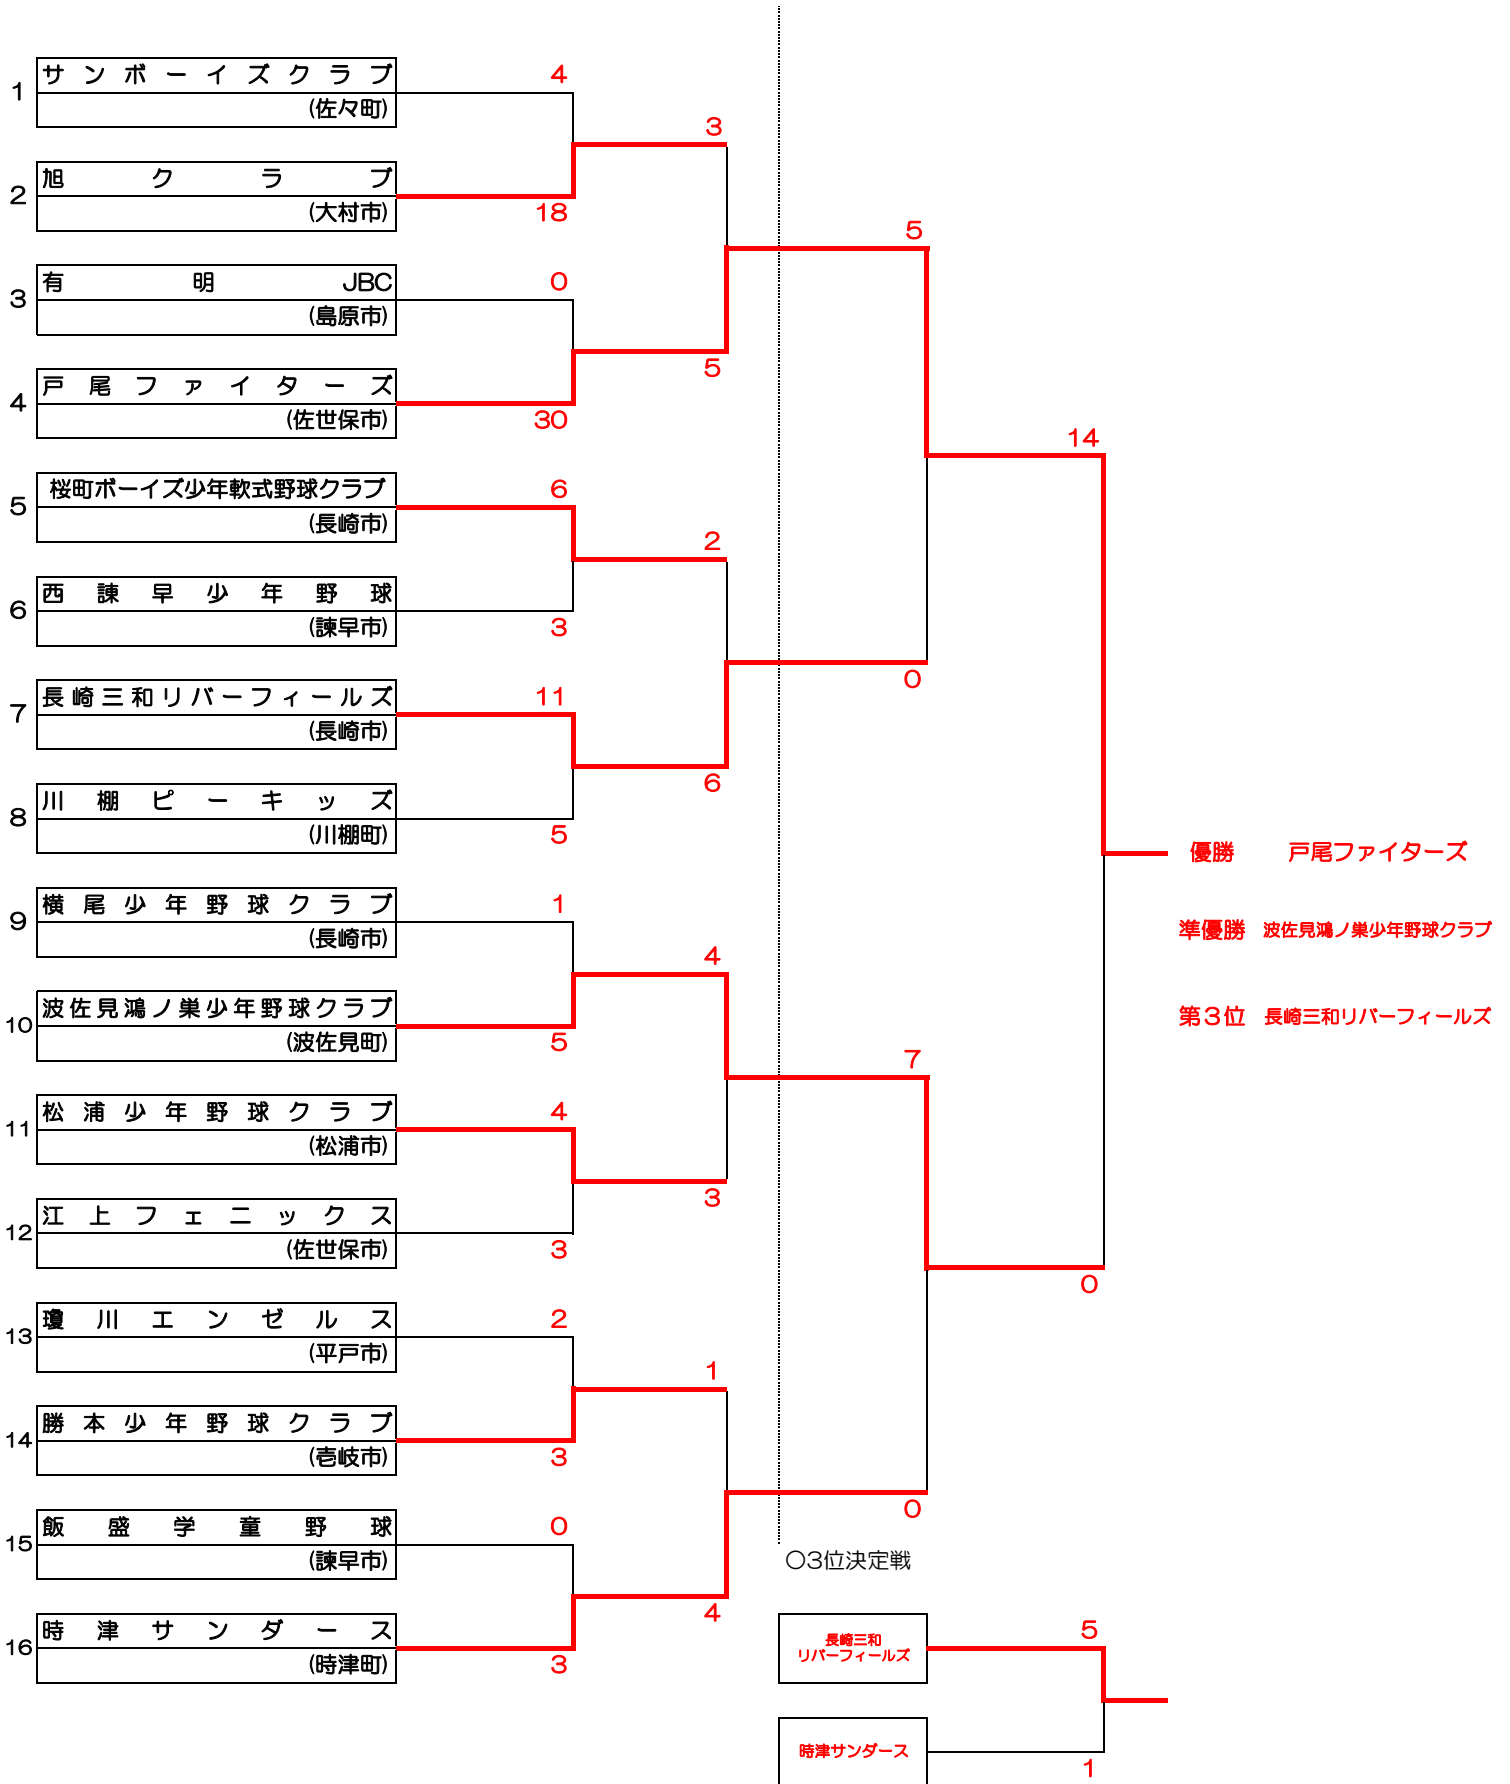 1 サンボーイズクラブ 4
(佐々町)
3
2 旭クラブ
(大村市) 18
5
3 有明JBC 0
(島原市)
5
4 戸尾ファイターズ
(佐世保市) 30
14
5 桜町ボーイズ少年軟式野球クラブ 6
(長崎市)
2
6 西諫早少年野球
(諫早市) 3
0
7 長崎三和リバーフィールズ 11
(長崎市)
6
8 川棚ピーキッズ
(川棚町) 5
優勝 戸尾ファイターズ
9 横尾少年野球クラブ 1
(長崎市)
準優勝 波佐見鴻ノ巣少年野球クラブ
4
10 波佐見鴻ノ巣少年野球クラブ
(波佐見町) 5
第3位 長崎三和リバーフィールズ
7
11 松浦少年野球クラブ 4
(松浦市)
3
12 江上フェニックス
(佐世保市) 3
0
13 瓊川エンゼルス 2
(平戸市)
1
14 勝本少年野球クラブ
(壱岐市) 3
0
15 飯盛学童野球 0
(諫早市)
〇3位決定戦
4
16 時津サンダース
(時津町) 3
長崎三和
リバーフィールズ
5
時津サンダース
1